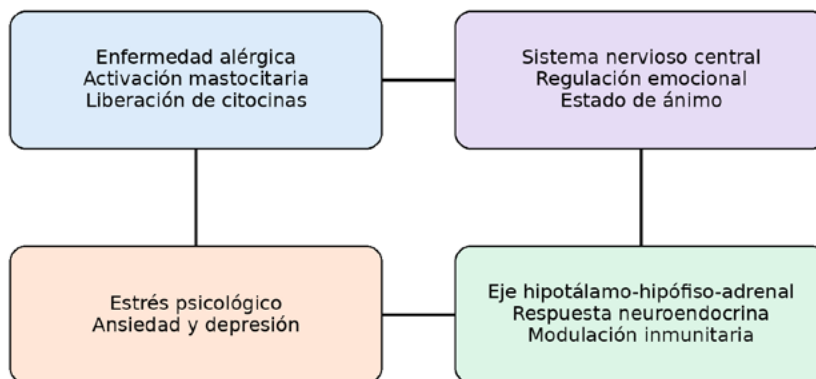 Enfermedad alérgica
Activación mastocitaria
Liberación de citocinas
Sistema nervioso central
Regulación emocional
Estado de ánimo
Estrés psicológico
Ansiedad y depresión
Eje hipotálamo-hipófiso-adrenal
Respuesta neuroendocrina
Modulación inmunitaria